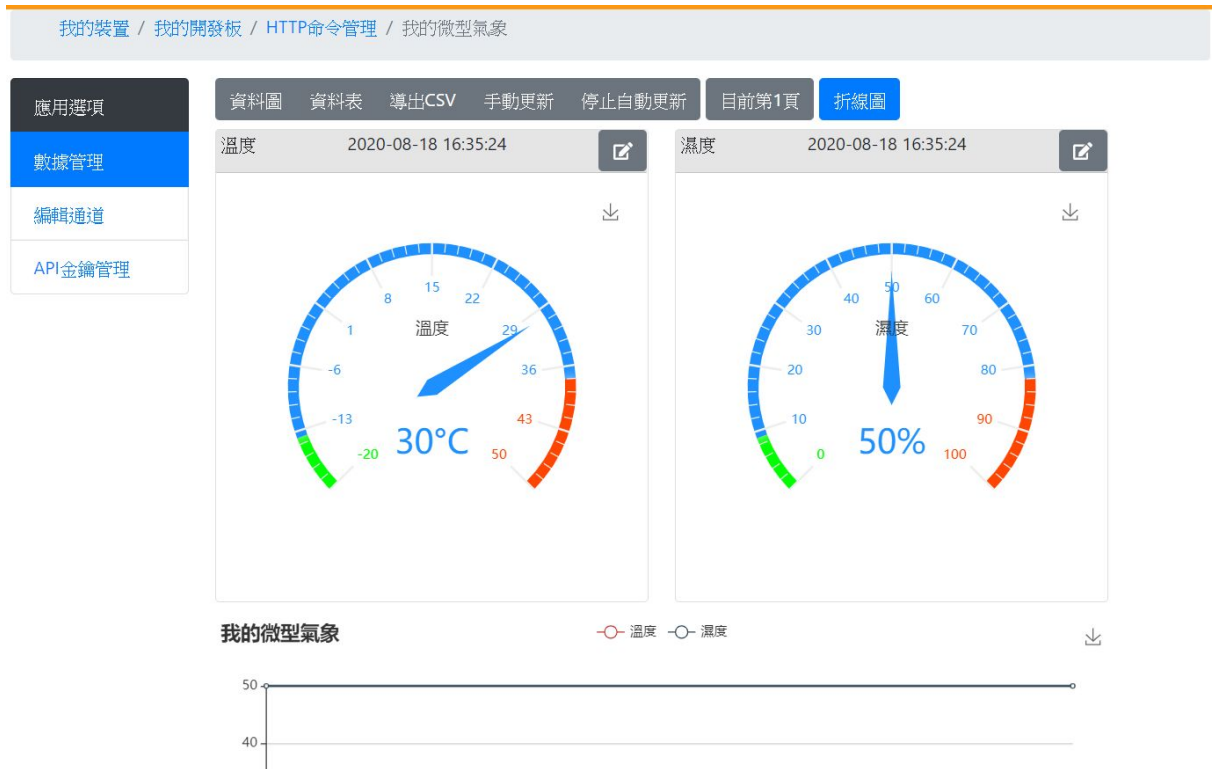 我的裝置 / 我的開發板 / HTTP命令管理 / 我的微型氣象
應用選項
數據管理
編輯通道
API金鑰管理
資料圖 資料表 導出CSV 手動更新 停止自動更新 目前第1頁 折線圖
溫度 2020-08-18 16:35:24
-20
-13
-6
1
8
15
22
29
36
43
50
溫度
30°C
濕度 2020-08-18 16:35:24
0
10
20
30
40
50
60
70
80
90
100
濕度
50%
我的微型氣象
溫度 濕度
50
40